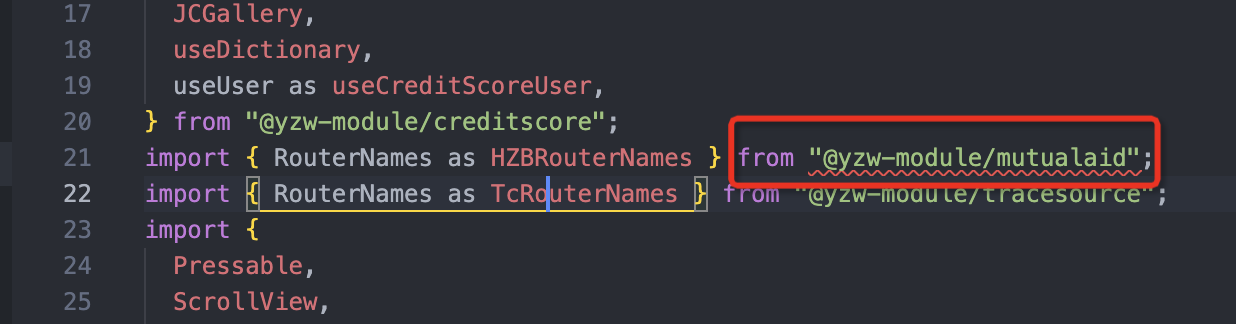 17 JCGallery,
18 useDictionary,
19 useUser as useCreditScoreUser,
20 } from "@yzw-module/creditscore";
21 import { RouterNames as HZBRouterNames } from "@yzw-module/mutualaid";
22 import { RouterNames as TcRouterNames } from "@yzw-module/tracesource";
23 import {
24 Pressable,
25 ScrollView,